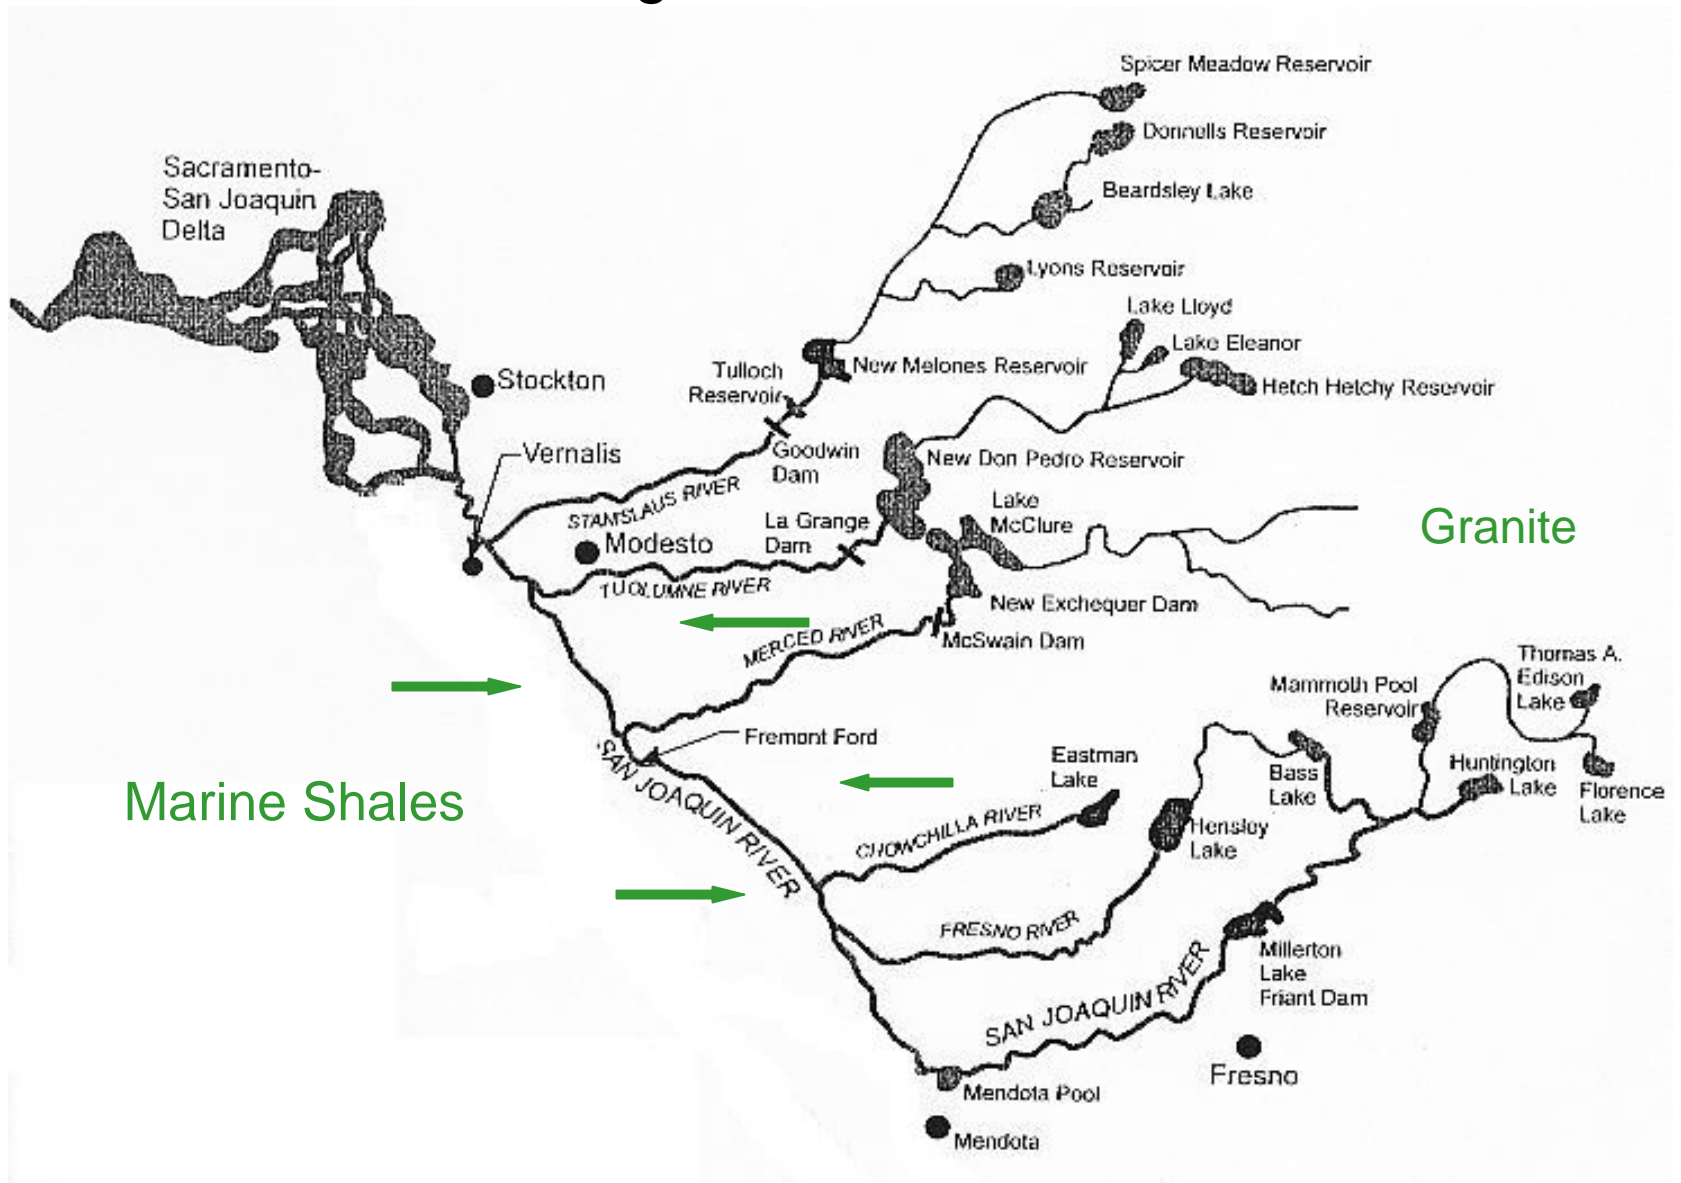 Spicer Meadow Reservoir
Donnells Reservoir
Sacramento-
San Joaquin
Delta
Beardsley Lake
Lyons Reservoir
Lake Lloyd
Lake Eleanor
Hetch Hetchy Reservoir
Tulloch
Reservoir
New Melones Reservoir
Stockton
Vernalis
Goodwin
Dam
New Don Pedro Reservoir
STANISLAUS RIVER
Lake
McClure
La Grange
Dam
Granite
Modesto
TUOLUMNE RIVER
New Exchequer Dam
MERCED RIVER
McSwain Dam
Thomas A.
Edison
Lake
Mammoth Pool
Reservoir
Fremont Ford
SAN JOAQUIN RIVER
Eastman
Lake
Bass
Lake
Huntington
Lake
Florence
Lake
Marine Shales
CHOWCHILLA RIVER
Hensley
Lake
FRESNO RIVER
Millerton
Lake
Friant Dam
SAN JOAQUIN RIVER
Fresno
Mendota Pool
Mendota